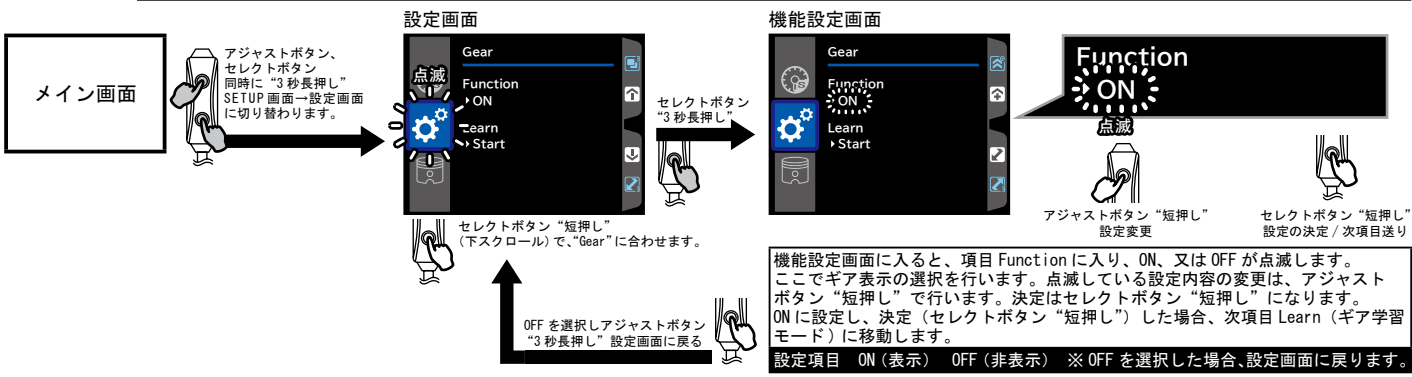 設定画面
機能設定画面
メイン画面
アジャストボタン、
セレクトボタン
同時に“3秒長押し”
SETUP画面→設定画面
に切り替わります。
Gear
点滅
Function
ON
Learn
Start
セレクトボタン
“3秒長押し”
Gear
Function
ON
Learn
Start
Function
ON
点滅
セレクトボタン“短押し”
(下スクロール)で、“Gear”に合わせます。
アジャストボタン“短押し”
設定変更
セレクトボタン“短押し”
設定の決定/次項目送り
OFFを選択しアジャストボタン
“3秒長押し”設定画面に戻る
機能設定画面に入ると、項目Functionに入り、ON、又はOFFが点滅します。
ここでギア表示の選択を行います。点滅している設定内容の変更は、アジャスト
ボタン“短押し”で行います。決定はセレクトボタン“短押し”になります。
ONに設定し、決定(セレクトボタン“短押し”)した場合、次項目Learn(ギア学習
モード)に移動します。
設定項目 ON(表示) OFF(非表示) ※OFFを選択した場合、設定画面に戻ります。